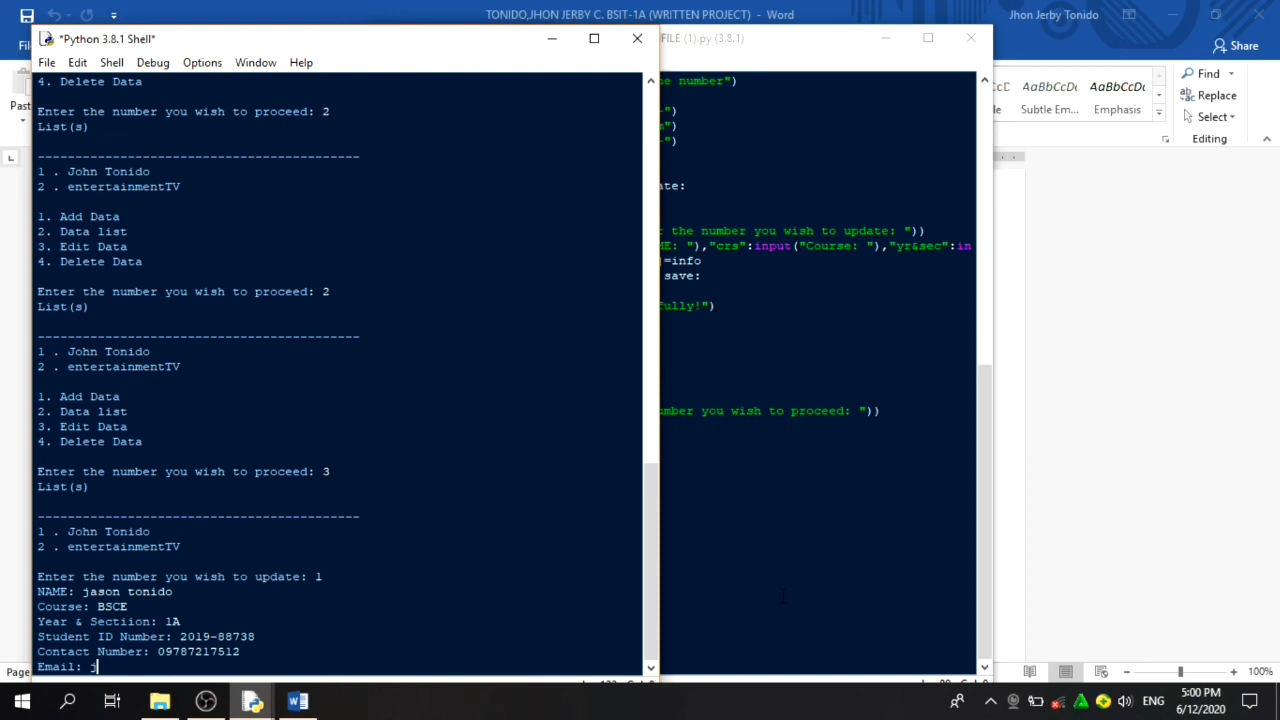 TONIDO,JHON JERBY C. BSIT-1A (WRITTEN PROJECT) - Word
Jhon Jerby Tonido
*Python 3.8.1 Shell*
FILE (1).py (3.8.1)
Share
File Edit Shell Debug Options Window Help
4. Delete Data
Enter the number you wish to proceed: 2
List(s)
-------------------------------------------
1 . John Tonido
2 . entertainmentTV
1. Add Data
2. Data list
3. Edit Data
4. Delete Data
Enter the number you wish to proceed: 2
List(s)
-------------------------------------------
1 . John Tonido
2 . entertainmentTV
1. Add Data
2. Data list
3. Edit Data
4. Delete Data
Enter the number you wish to proceed: 3
List(s)
-------------------------------------------
1 . John Tonido
2 . entertainmentTV
Enter the number you wish to update: 1
NAME: jason tonido
Course: BSCE
Year & Sectiion: 1A
Student ID Number: 2019-88738
Contact Number: 09787217512
Email: j
number")
")
")
")
ate:
the number you wish to update: "))
ME: "),"crs":input("Course: "),"yr&sec":in
]=info
save:
fully!")
umber you wish to proceed: "))
Past
AaBbCcDc AaBbCcDc
Subtle Em... Emphasis
Find
Replace
Select
Editing
Page
100%
ENG
5:00 PM
6/12/2020